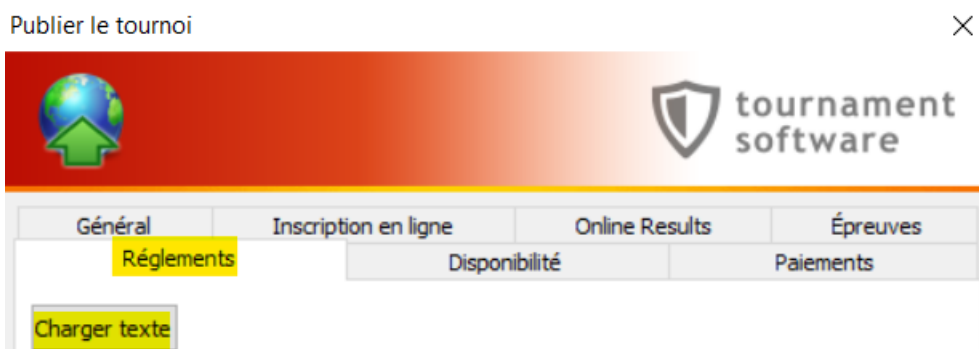 Publier le tournoi
tournament
software
Général Inscription en ligne Online Results Épreuves
Réglements Disponibilité Paiements
Charger texte